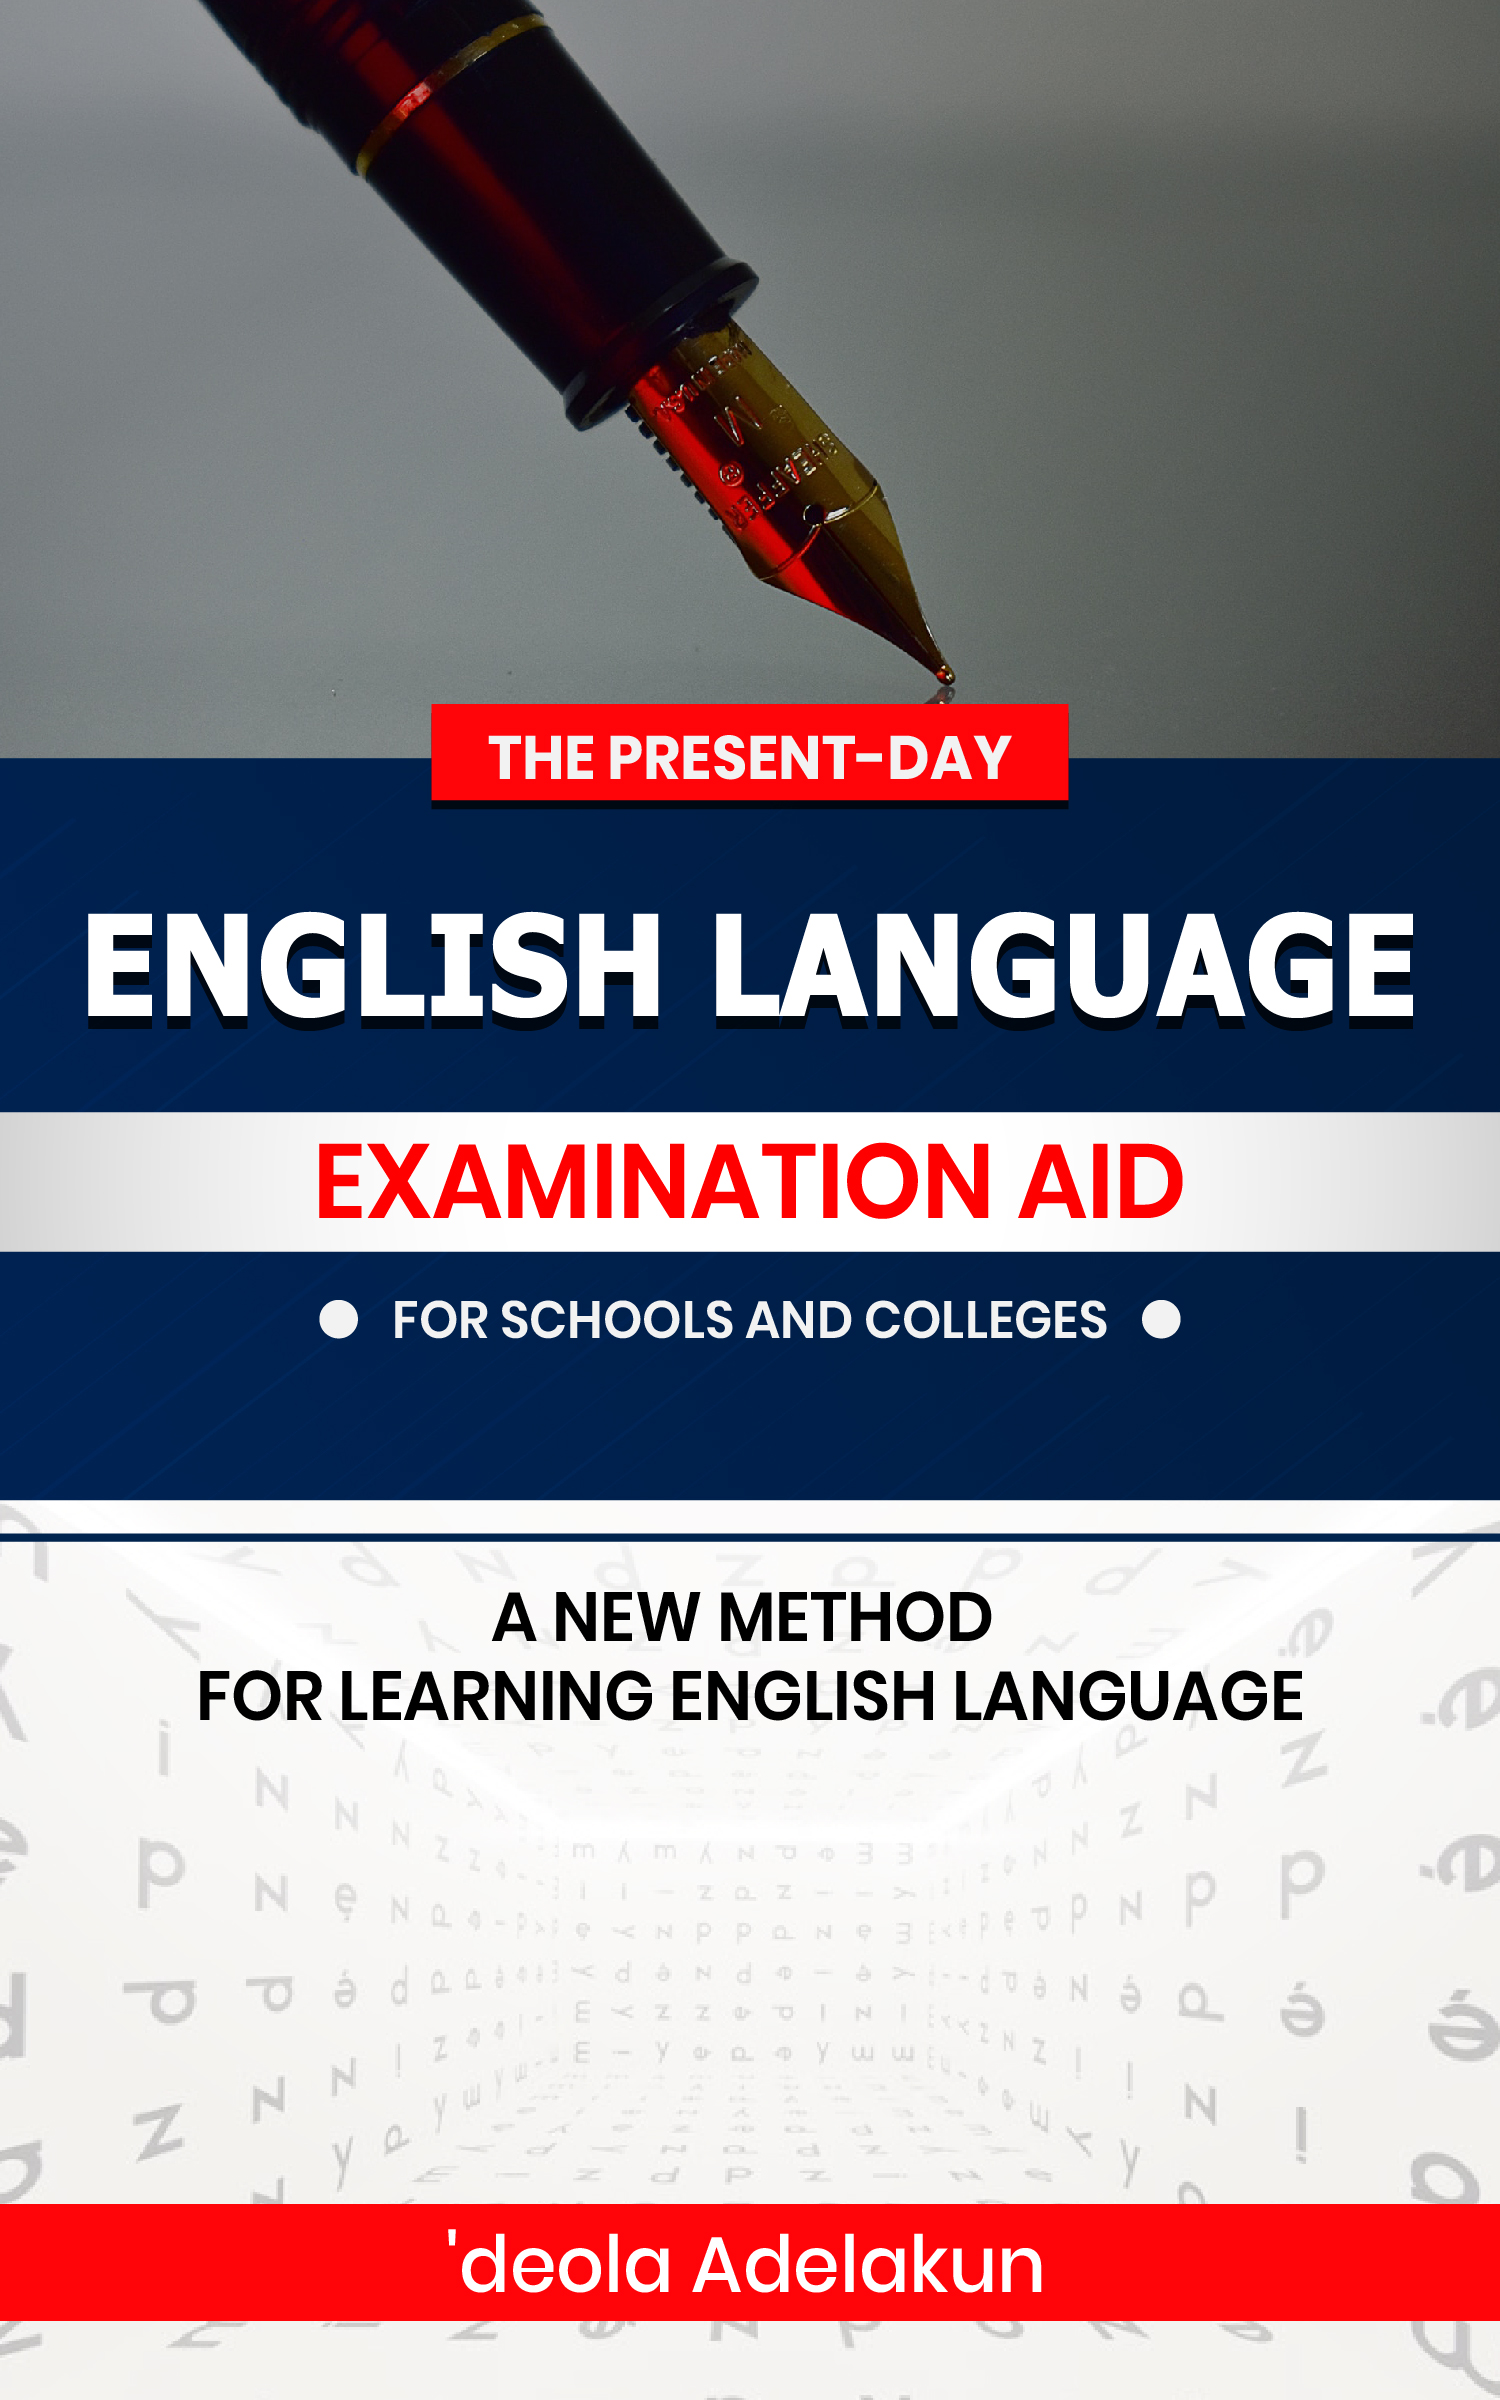 SHEAFFER
®
M
THE PRESENT-DAY
ENGLISH LANGUAGE
EXAMINATION AID
FOR SCHOOLS AND COLLEGES
A NEW METHOD
FOR LEARNING ENGLISH LANGUAGE
'deola Adelakun